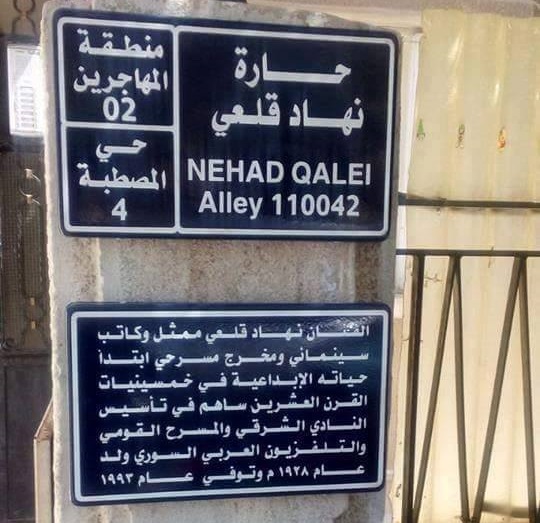 حارة
نهاد قلعي
NEHAD QALEI
Alley 110042
منطقة
المهاجرين
02
حي
المصطبة
4
الفنان نهاد قلعي ممثل وكاتب
سينمائي ومخرج مسرحي ابتدأ
حياته الإبداعية في خمسينيات
القرن العشرين ساهم في تأسيس
النادي الشرقي والمسرح القومي
والتلفزيون العربي السوري ولد
عام ١٩٢٨ م وتوفي عام ١٩٩٣